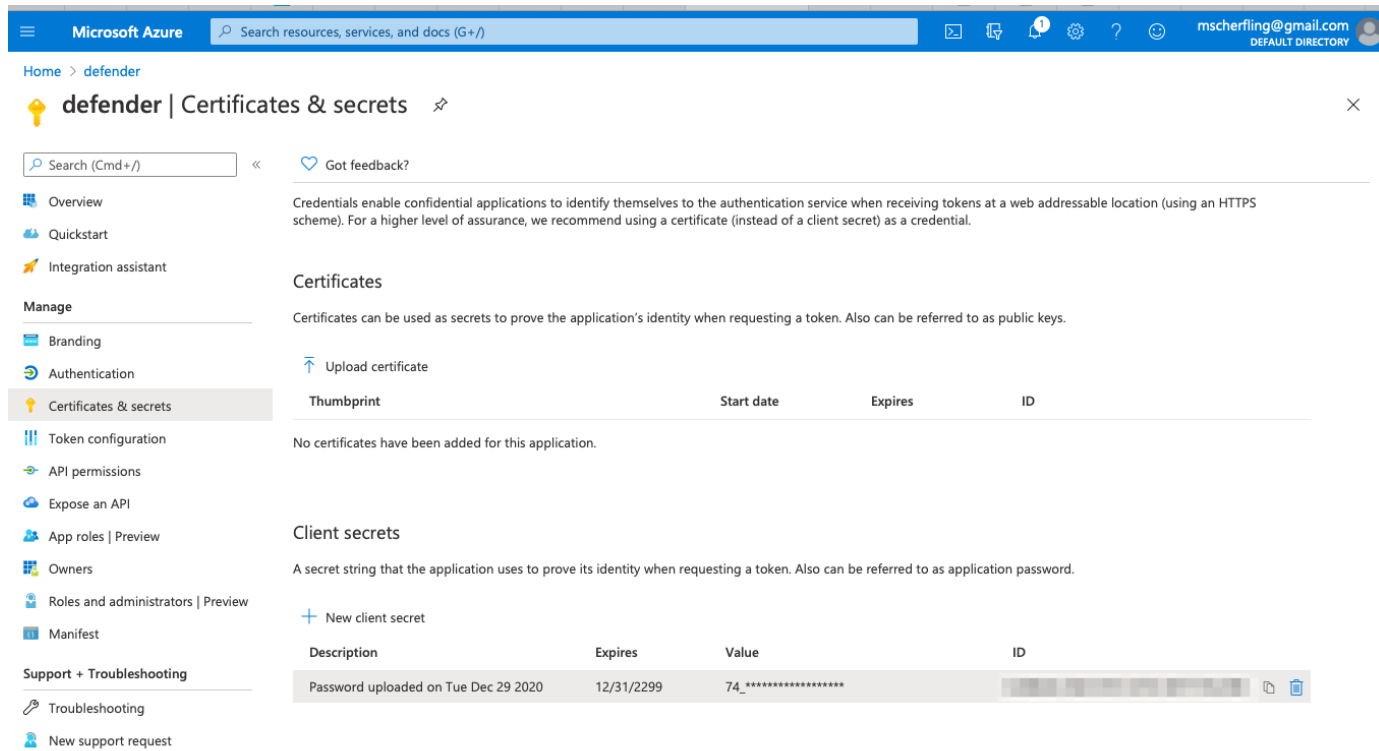 Microsoft Azure
Search resources, services, and docs (G+/)
1
mscherfling@gmail.com
DEFAULT DIRECTORY
Home > defender
defender | Certificates & secrets
Search (Cmd+/)
«
Got feedback?
Overview
Quickstart
Integration assistant
Manage
Branding
Authentication
Certificates & secrets
Token configuration
API permissions
Expose an API
App roles | Preview
Owners
Roles and administrators | Preview
Manifest
Support + Troubleshooting
Troubleshooting
New support request
Credentials enable confidential applications to identify themselves to the authentication service when receiving tokens at a web addressable location (using an HTTPS
scheme). For a higher level of assurance, we recommend using a certificate (instead of a client secret) as a credential.
Certificates
Certificates can be used as secrets to prove the application's identity when requesting a token. Also can be referred to as public keys.
Upload certificate
Thumbprint Start date Expires ID
No certificates have been added for this application.
Client secrets
A secret string that the application uses to prove its identity when requesting a token. Also can be referred to as application password.
New client secret
Description Expires Value ID
Password uploaded on Tue Dec 29 2020 12/31/2299 74_******************